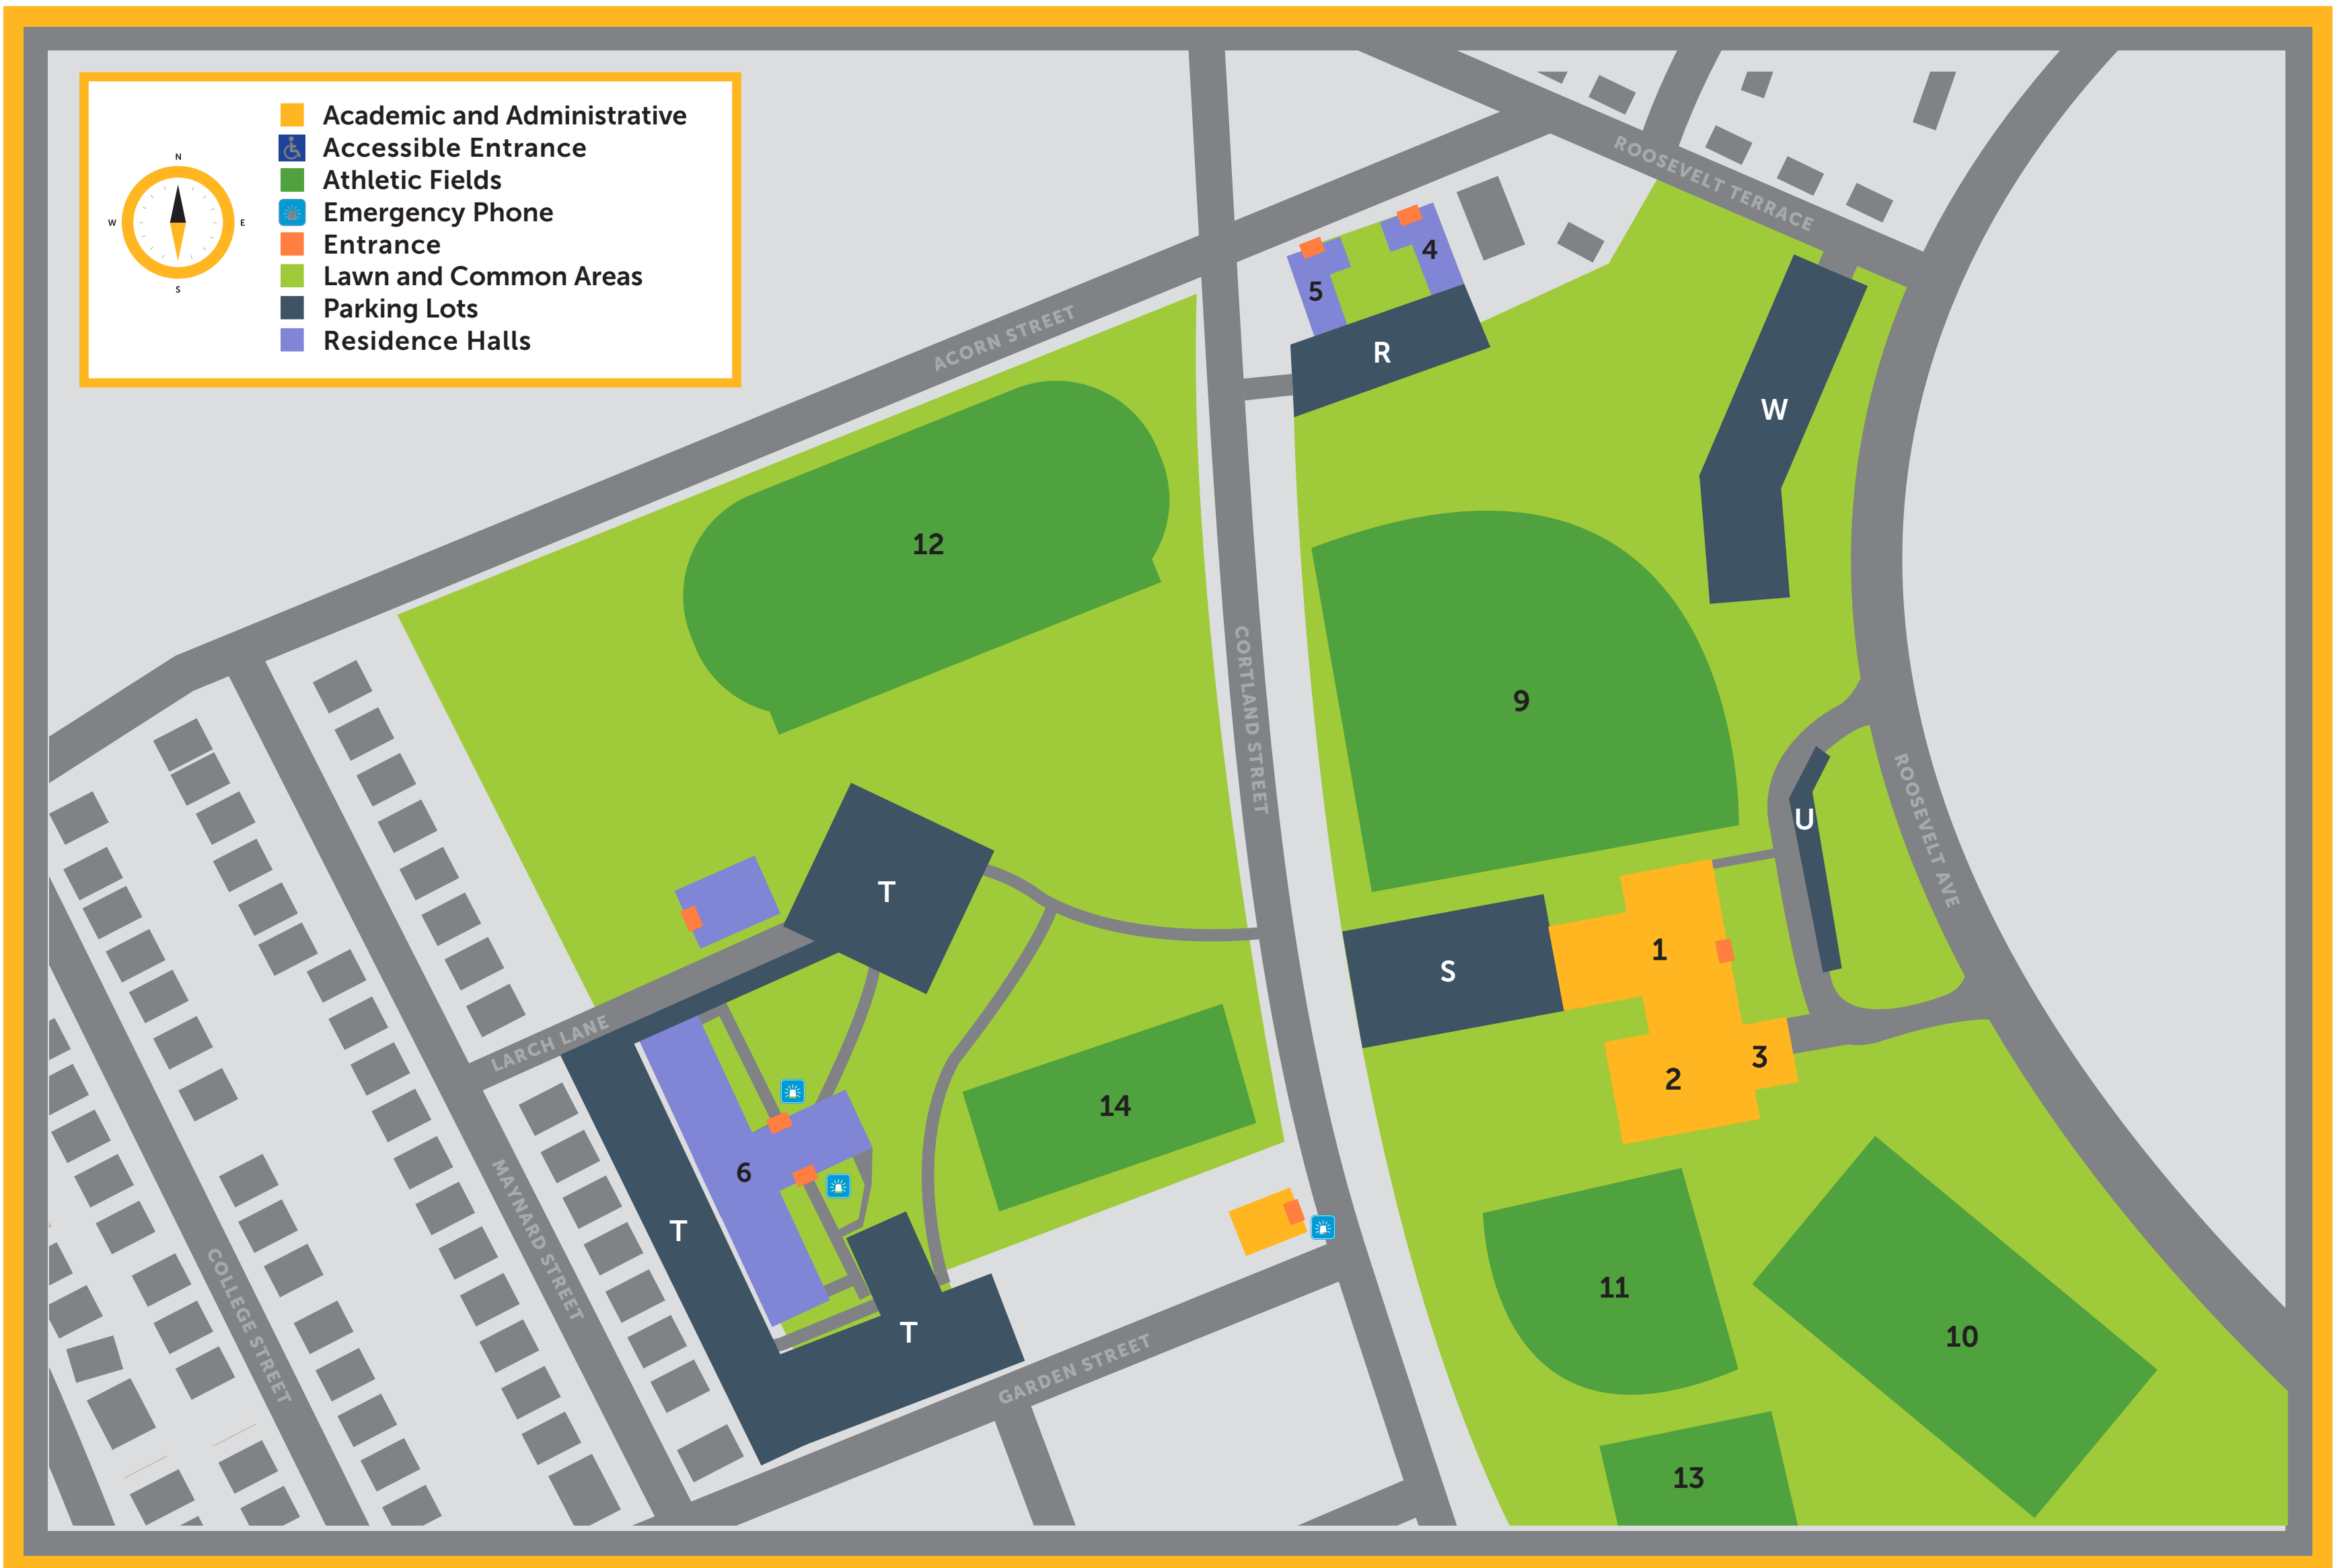 N
W
E
S
Academic and Administrative
Accessible Entrance
Athletic Fields
Emergency Phone
Entrance
Lawn and Common Areas
Parking Lots
Residence Halls
ROOSEVELT TERRACE
4
5
ACORN STREET
R
W
12
CORTLAND STREET
9
U
ROOSEVELT AVE
T
1
S
LARCH LANE
3
2
14
6
T
MAYNARD STREET
COLLEGE STREET
11
T
10
GARDEN STREET
13